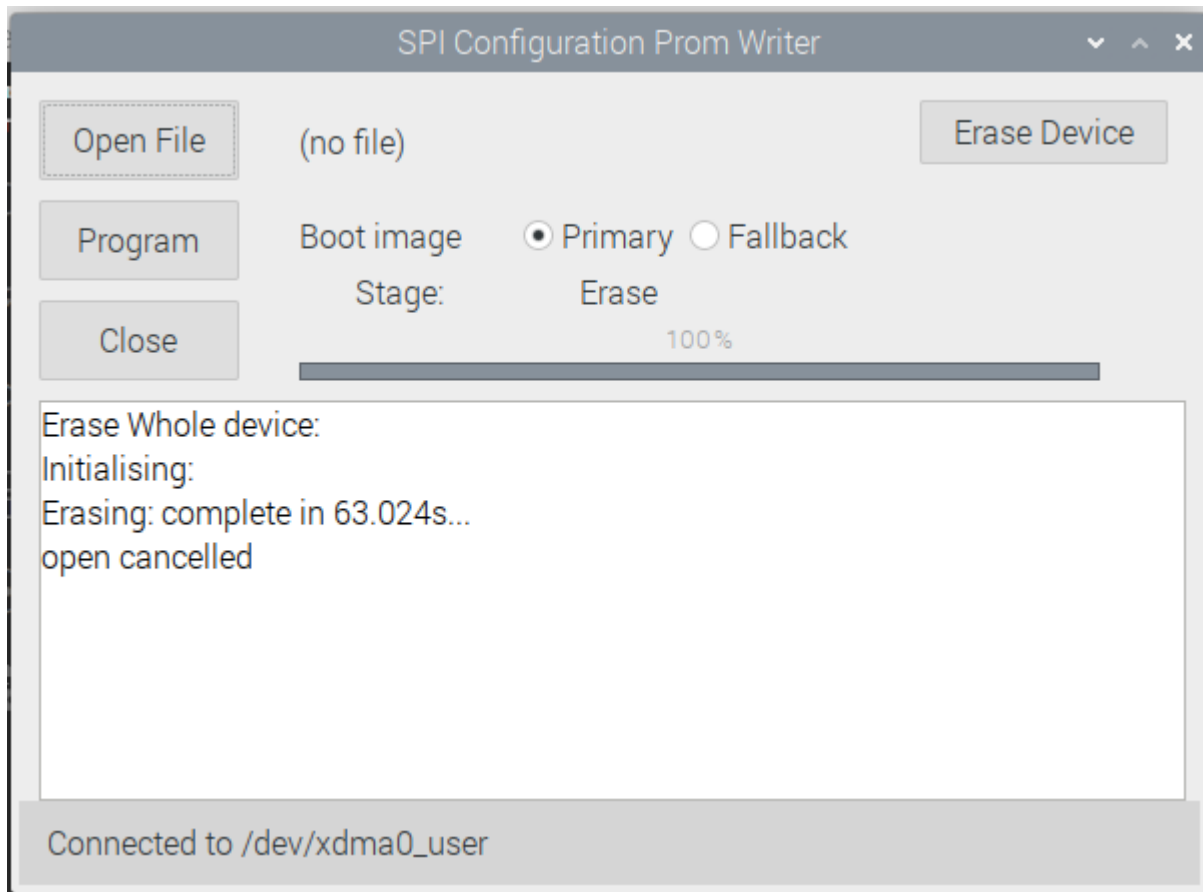 SPI Configuration Prom Writer
Open File
(no file)
Erase Device
Program
Boot image
Primary
Fallback
Stage:
Erase
Close
100%
Erase Whole device:
Initialising:
Erasing: complete in 63.024s...
open cancelled
Connected to /dev/xdma0_user